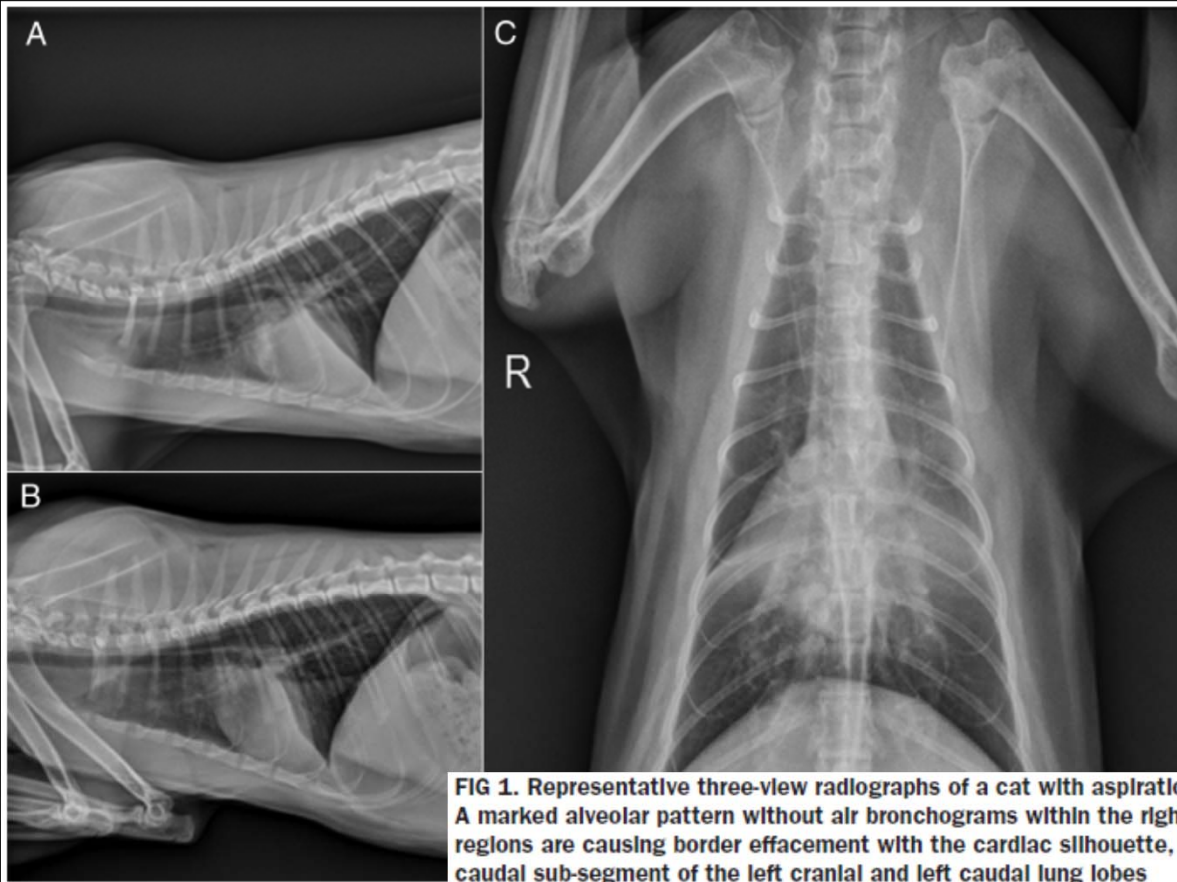 A
C
R
B
FIG 1. Representative three-view radiographs of a cat with
A marked alveolar pattern without air bronchograms within the
regions are causing border effacement with the cardiac silhouette,
caudal sub-segment of the left cranial and left caudal lung lobes